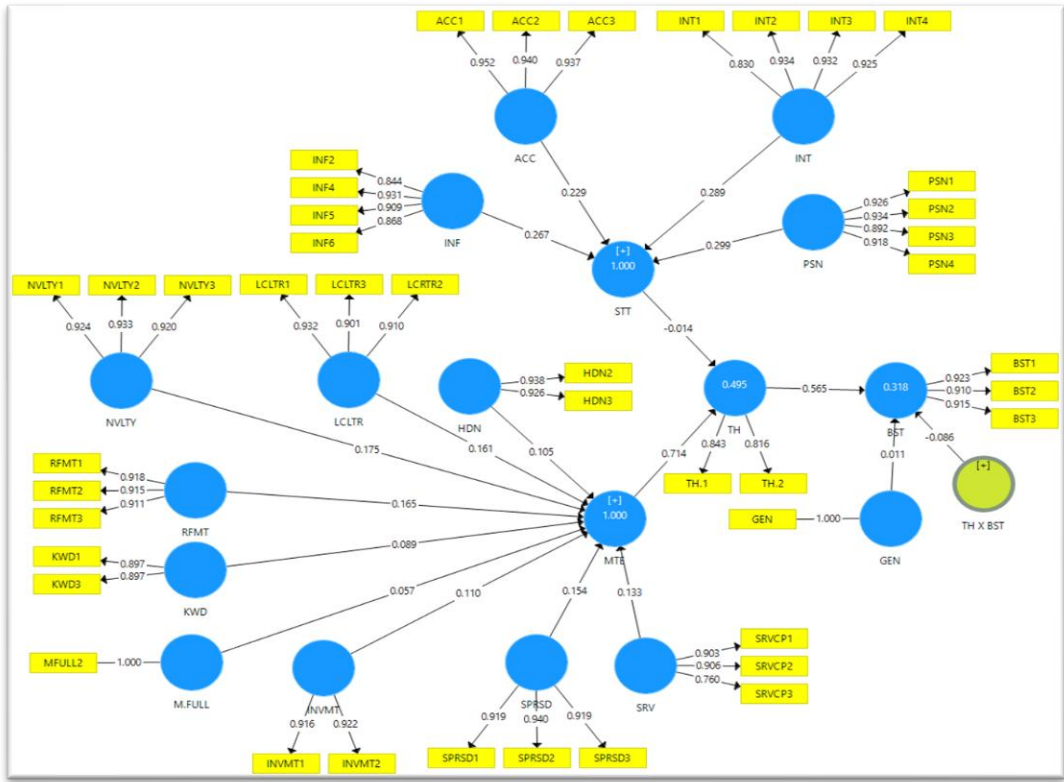 ACC1 ACC2 ACC3
0.952 0.940 0.937
ACC
INT1 INT2 INT3 INT4
0.830 0.934 0.932 0.925
INT
INF2
INF4
INF5
INF6
0.844
0.931
0.909
0.868
INF
PSN1
PSN2
PSN3
PSN4
0.926
0.934
0.892
0.918
PSN
0.229
0.289
0.267
0.299
[+]
1.000
STT
-0.014
NVLTY1 NVLTY2 NVLTY3
0.924 0.933 0.920
NVLTY
LCLTR1 LCLTR3 LCRTR2
0.932 0.901 0.910
LCLTR
HDN2
HDN3
0.938
0.926
HDN
0.175
0.161
0.105
0.495
TH
0.565
0.318
BST
BST1
BST2
BST3
0.923
0.910
0.915
0.714
0.843 0.816
TH.1 TH.2
0.011
-0.086
[+]
TH X BST
GEN
1.000
GEN
RFMT1
RFMT2
RFMT3
0.918
0.915
0.911
RFMT
0.165
[+]
1.000
MTE
KWD1
KWD3
0.897
0.897
KWD
0.089
0.057
0.110
0.154
0.133
MFULL2
1.000
M.FULL
INVMT
0.916 0.922
INVMT1 INVMT2
SPRSD
0.919 0.940 0.919
SPRSD1 SPRSD2 SPRSD3
SRV
0.903
0.906
0.760
SRVCP1
SRVCP2
SRVCP3